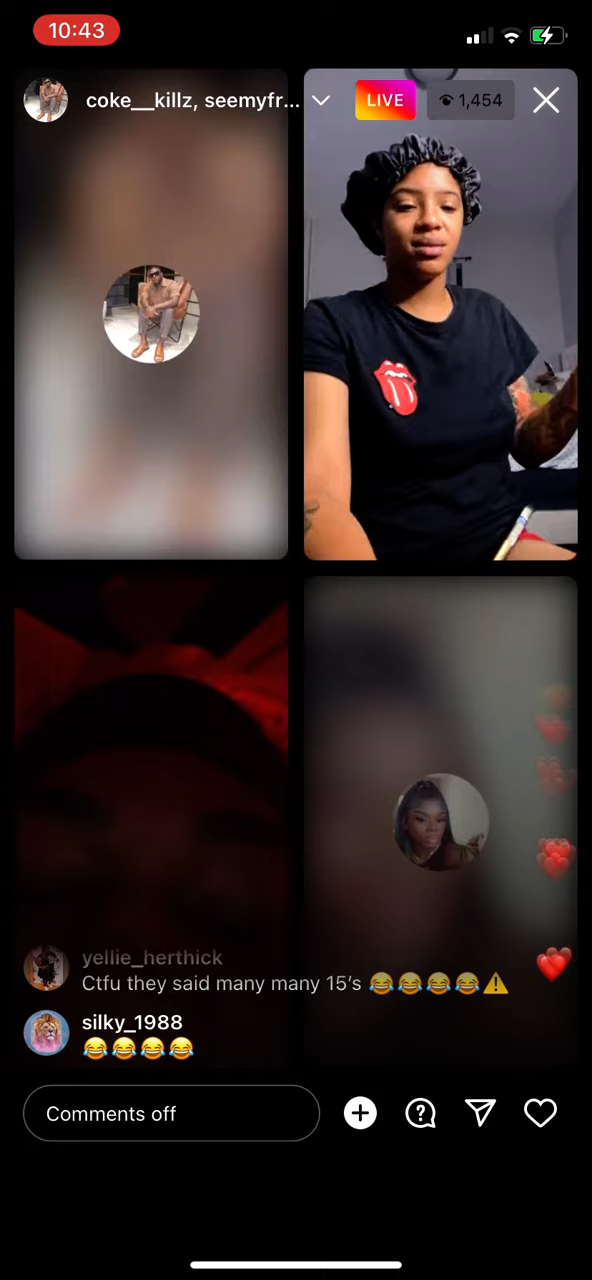 10:43
coke__killz, seemyfr...
LIVE
1,454
yellie_herthick
Ctfu they said many many 15's 😂😂😂😂⚠️
silky_1988
😂😂😂😂
Comments off